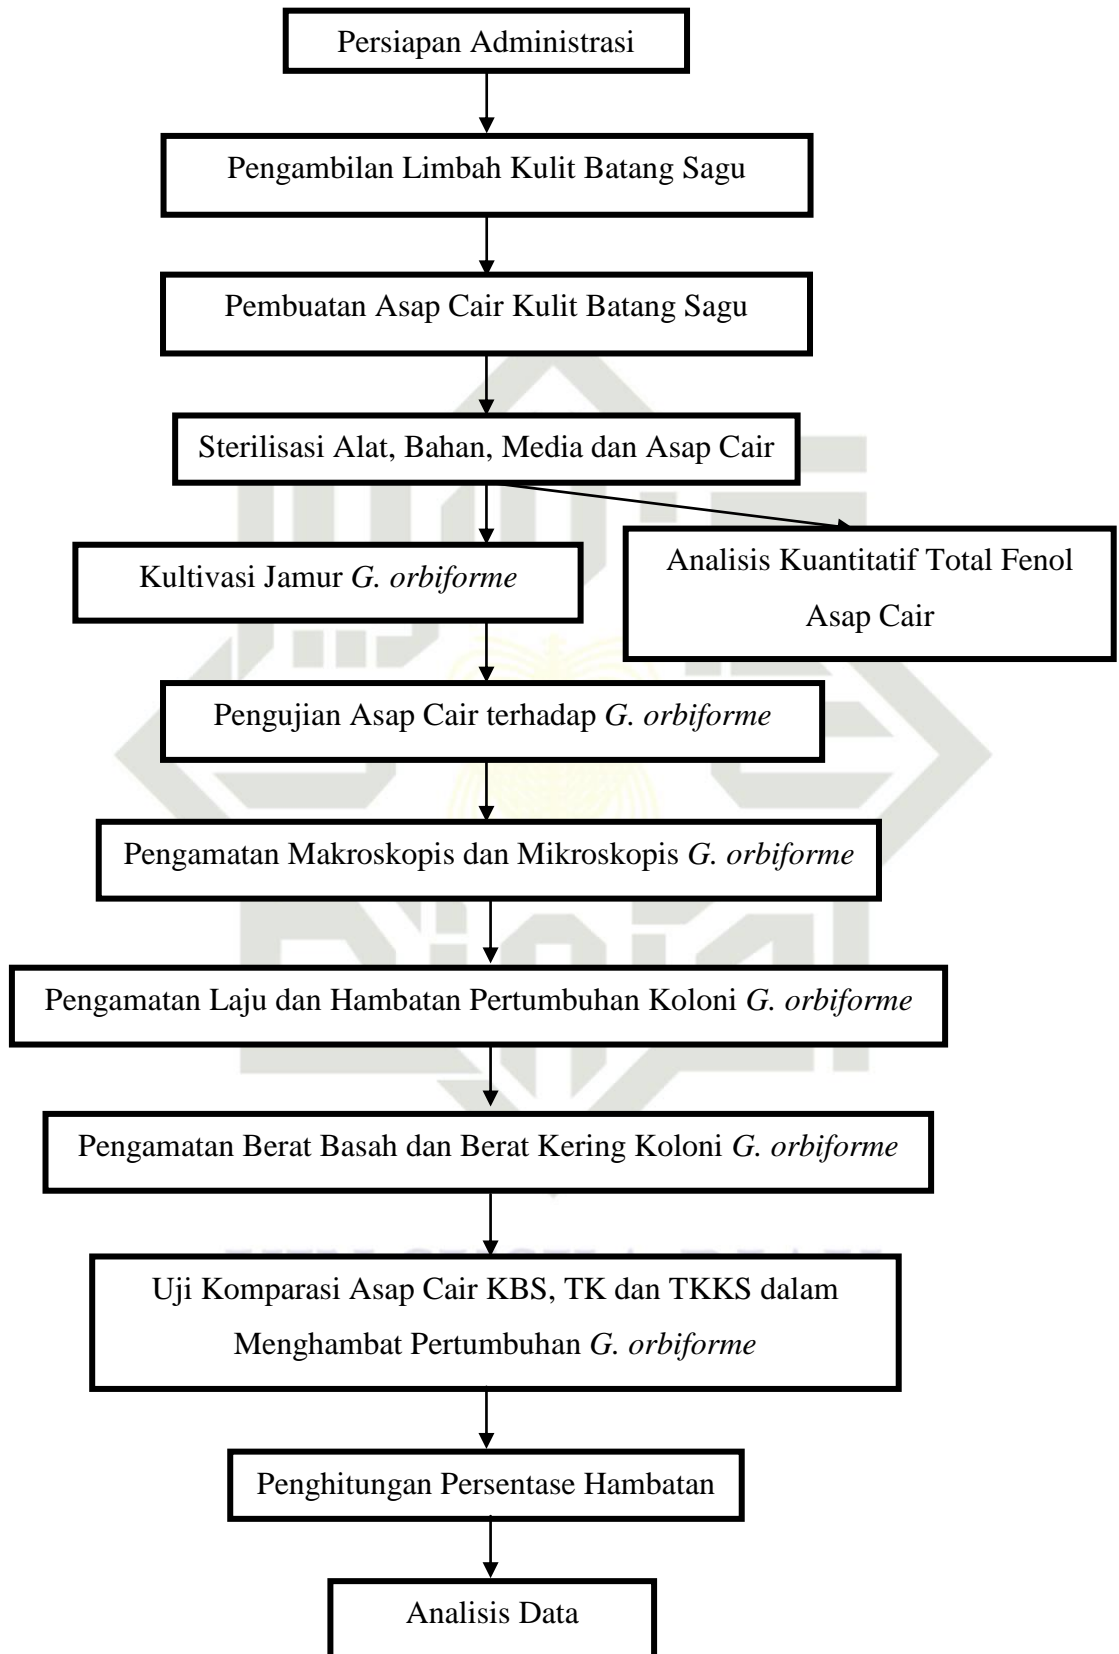 Persiapan Administrasi
Pengambilan Limbah Kulit Batang Sagu
Pembuatan Asap Cair Kulit Batang Sagu
Sterilisasi Alat, Bahan, Media dan Asap Cair
Kultivasi Jamur G. orbiforme
Analisis Kuantitatif Total Fenol
Asap Cair
Pengujian Asap Cair terhadap G. orbiforme
Pengamatan Makroskopis dan Mikroskopis G. orbiforme
Pengamatan Laju dan Hambatan Pertumbuhan Koloni G. orbiforme
Pengamatan Berat Basah dan Berat Kering Koloni G. orbiforme
Uji Komparasi Asap Cair KBS, TK dan TKKS dalam
Menghambat Pertumbuhan G. orbiforme
Penghitungan Persentase Hambatan
Analisis Data